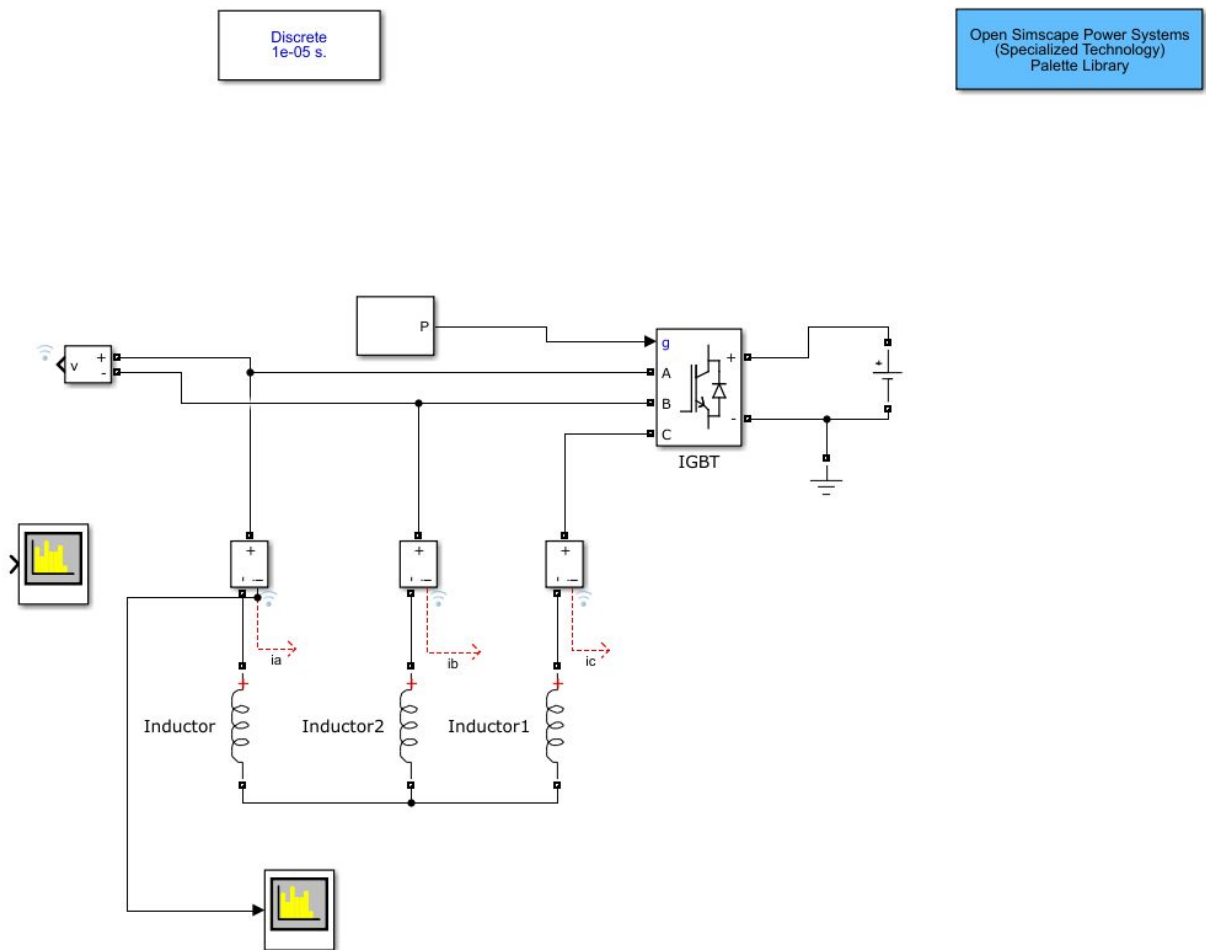 Discrete
1e-05 s.
Open Simscape Power Systems
(Specialized Technology)
Palette Library
P
v
+
-
g
A
B
C
+
-
+
IGBT
+
- i
+
- i
+
- i
ia
ib
ic
+
+
+
Inductor
Inductor2
Inductor1